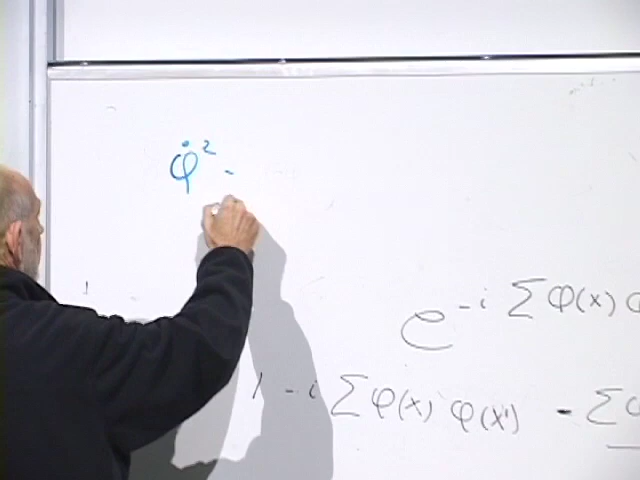 φ̇² -
e^{-i Σ φ(x) φ
1 - i Σ φ(x) φ(x') - Σ